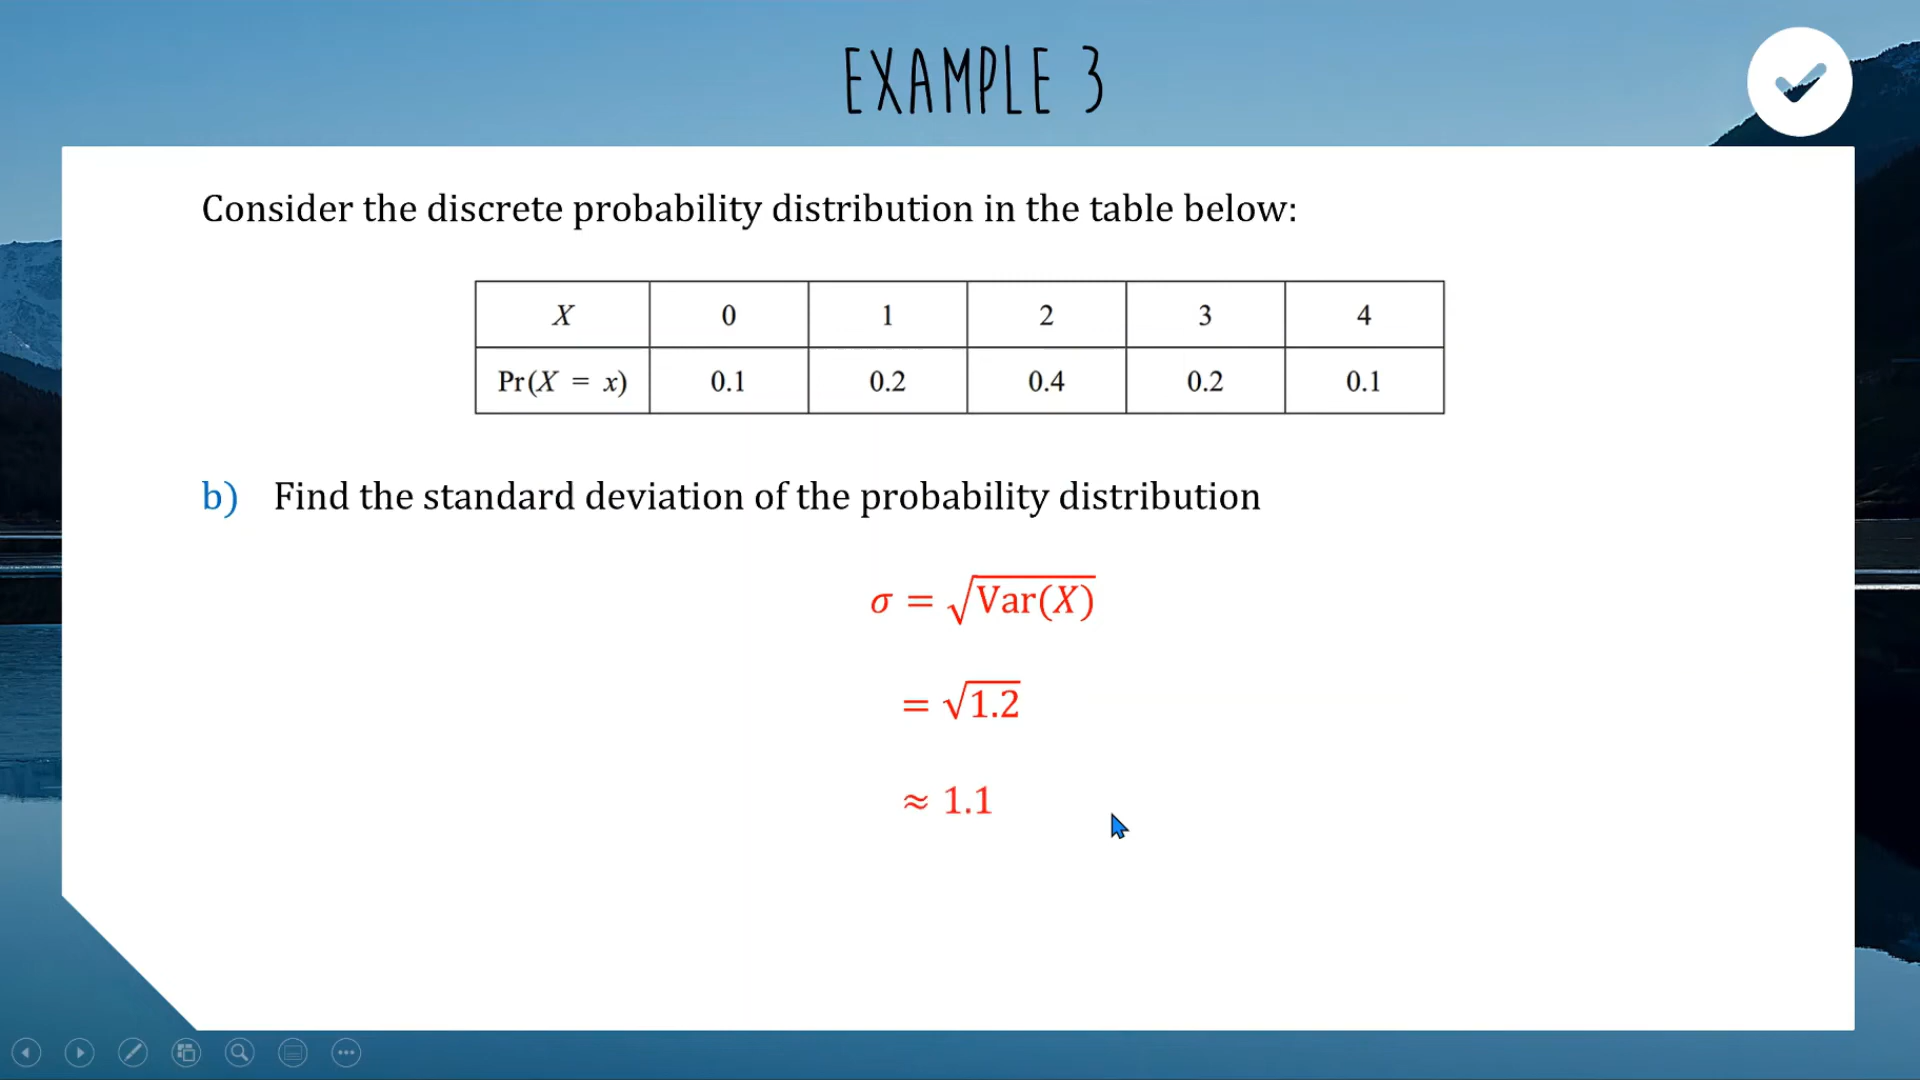 EXAMPLE 3
Consider the discrete probability distribution in the table below:
X 0 1 2 3 4
Pr(X = x) 0.1 0.2 0.4 0.2 0.1
b) Find the standard deviation of the probability distribution
σ = √Var(X)
= √1.2
≈ 1.1